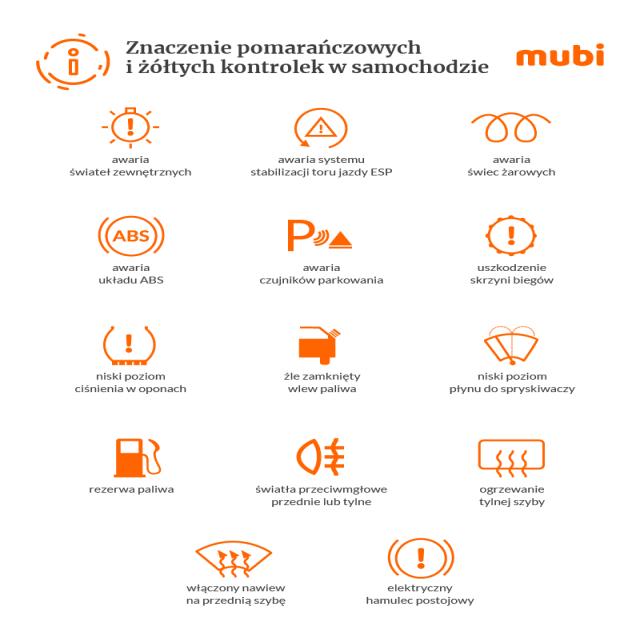 Znaczenie pomarańczowych
i żółtych kontrolek w samochodzie
mubi
awaria
świateł zewnętrznych
awaria systemu
stabilizacji toru jazdy ESP
awaria
świec żarowych
ABS
awaria
układu ABS
P
awaria
czujników parkowania
!
uszkodzenie
skrzyni biegów
!
niski poziom
ciśnienia w oponach
źle zamknięty
wlew paliwa
niski poziom
płynu do spryskiwaczy
rezerwa paliwa
światła przeciwmgłowe
przednie lub tylne
ogrzewanie
tylnej szyby
włączony nawiew
na przednią szybę
!
elektryczny
hamulec postojowy